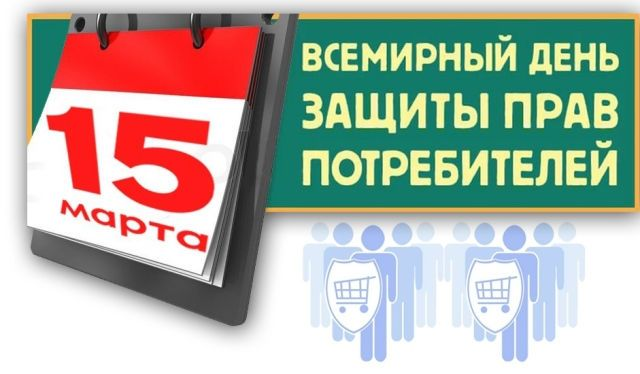 15
марта
ВСЕМИРНЫЙ ДЕНЬ
ЗАЩИТЫ ПРАВ
ПОТРЕБИТЕЛЕЙ